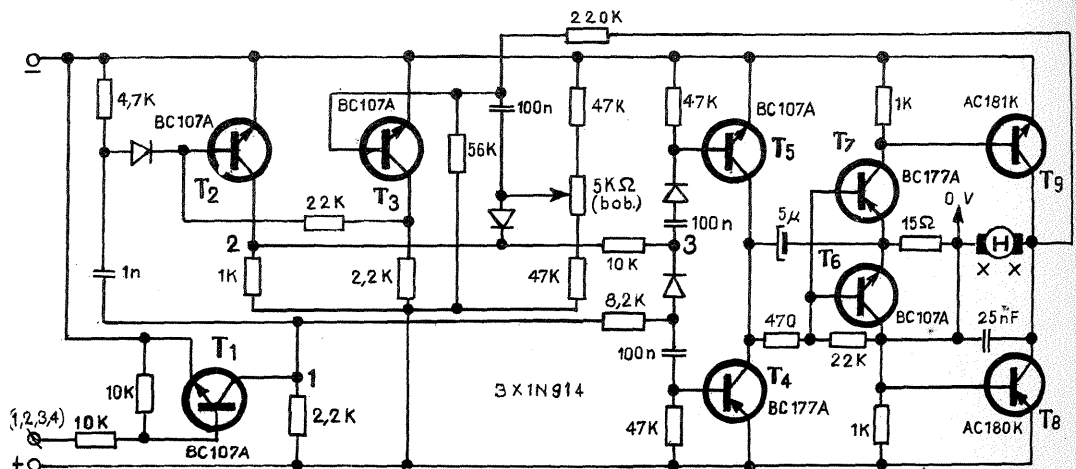 220K
4,7K
BC107A
T2
BC107A
T3
56K
100n
47K
5KΩ
(bob.)
47K
BC107A
T5
1K
T7
BC177A
AC181K
T9
0 V
22K
2
1K
2,2K
47K
10K
3
100n
5μ
15Ω
H
X X
T6
BC107A
1n
8,2K
100n
47Ω
22K
25nF
T1
10K
1
2,2K
3X1N914
T4
BC177A
47K
1K
AC180K
T8
(1,2,3,4)
10K
BC107A
+